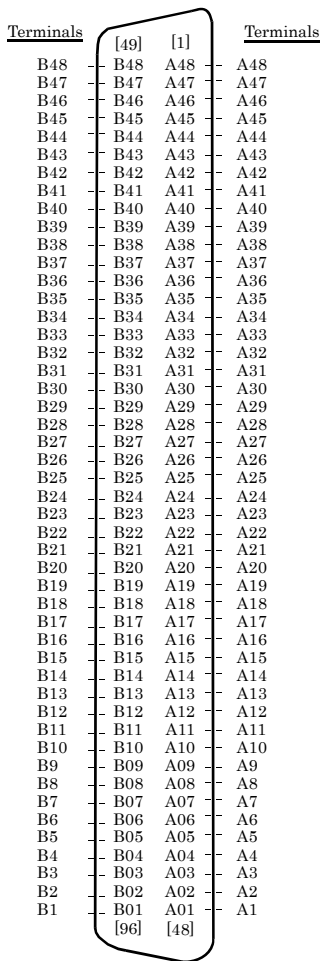 Terminals Terminals
[49] [1]
B48 B48 A48 A48
B47 B47 A47 A47
B46 B46 A46 A46
B45 B45 A45 A45
B44 B44 A44 A44
B43 B43 A43 A43
B42 B42 A42 A42
B41 B41 A41 A41
B40 B40 A40 A40
B39 B39 A39 A39
B38 B38 A38 A38
B37 B37 A37 A37
B36 B36 A36 A36
B35 B35 A35 A35
B34 B34 A34 A34
B33 B33 A33 A33
B32 B32 A32 A32
B31 B31 A31 A31
B30 B30 A30 A30
B29 B29 A29 A29
B28 B28 A28 A28
B27 B27 A27 A27
B26 B26 A26 A26
B25 B25 A25 A25
B24 B24 A24 A24
B23 B23 A23 A23
B22 B22 A22 A22
B21 B21 A21 A21
B20 B20 A20 A20
B19 B19 A19 A19
B18 B18 A18 A18
B17 B17 A17 A17
B16 B16 A16 A16
B15 B15 A15 A15
B14 B14 A14 A14
B13 B13 A13 A13
B12 B12 A12 A12
B11 B11 A11 A11
B10 B10 A10 A10
B9 B09 A09 A9
B8 B08 A08 A8
B7 B07 A07 A7
B6 B06 A06 A6
B5 B05 A05 A5
B4 B04 A04 A4
B3 B03 A03 A3
B2 B02 A02 A2
B1 B01 A01 A1
[96] [48]